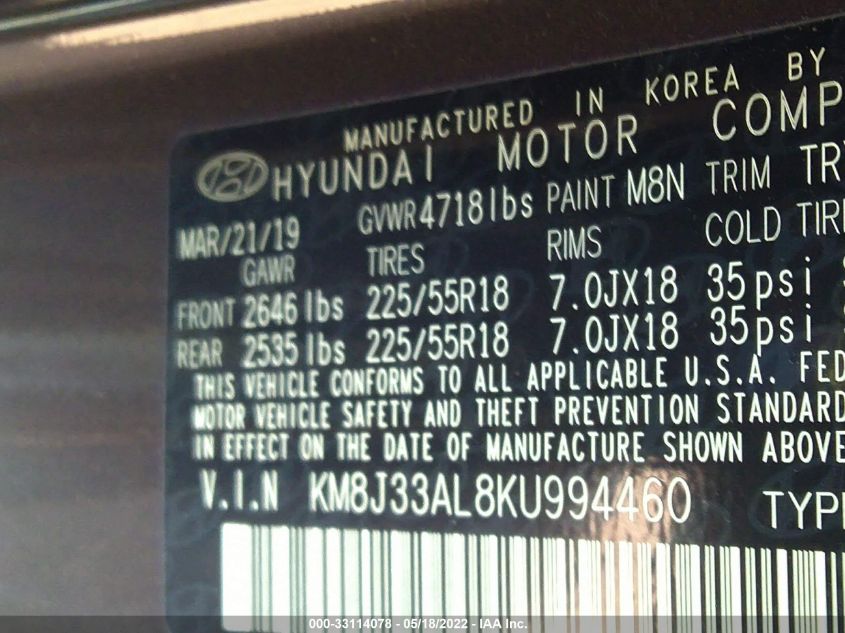 MANUFACTURED IN KOREA BY
HYUNDAI MOTOR COMP
MAR/21/19 GVWR 4718 lbs PAINT M8N TRIM TRY
GAWR TIRES RIMS COLD TIRE
FRONT 2646 lbs 225/55R18 7.0JX18 35psi
REAR 2535 lbs 225/55R18 7.0JX18 35psi
THIS VEHICLE CONFORMS TO ALL APPLICABLE U.S.A. FED
MOTOR VEHICLE SAFETY AND THEFT PREVENTION STANDARD
IN EFFECT ON THE DATE OF MANUFACTURE SHOWN ABOVE
V.I.N KM8J33AL8KU994460 TYPE
000-33114078 - 05/18/2022 - IAA Inc.